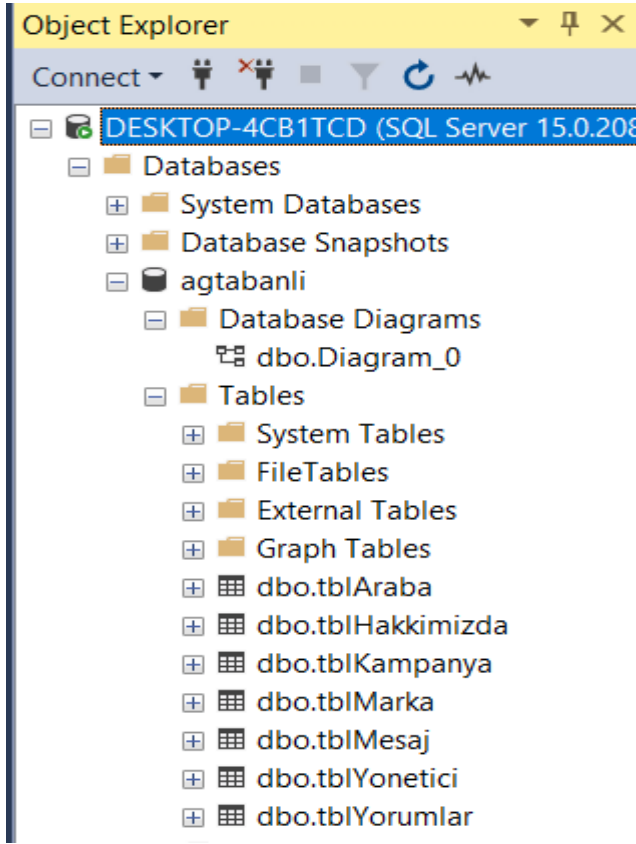 Object Explorer
Connect
DESKTOP-4CB1TCD (SQL Server 15.0.208
Databases
System Databases
Database Snapshots
agtabanli
Database Diagrams
dbo.Diagram_0
Tables
System Tables
FileTables
External Tables
Graph Tables
dbo.tblAraba
dbo.tblHakkimizda
dbo.tblKampanya
dbo.tblMarka
dbo.tblMesaj
dbo.tblYonetici
dbo.tblYorumlar